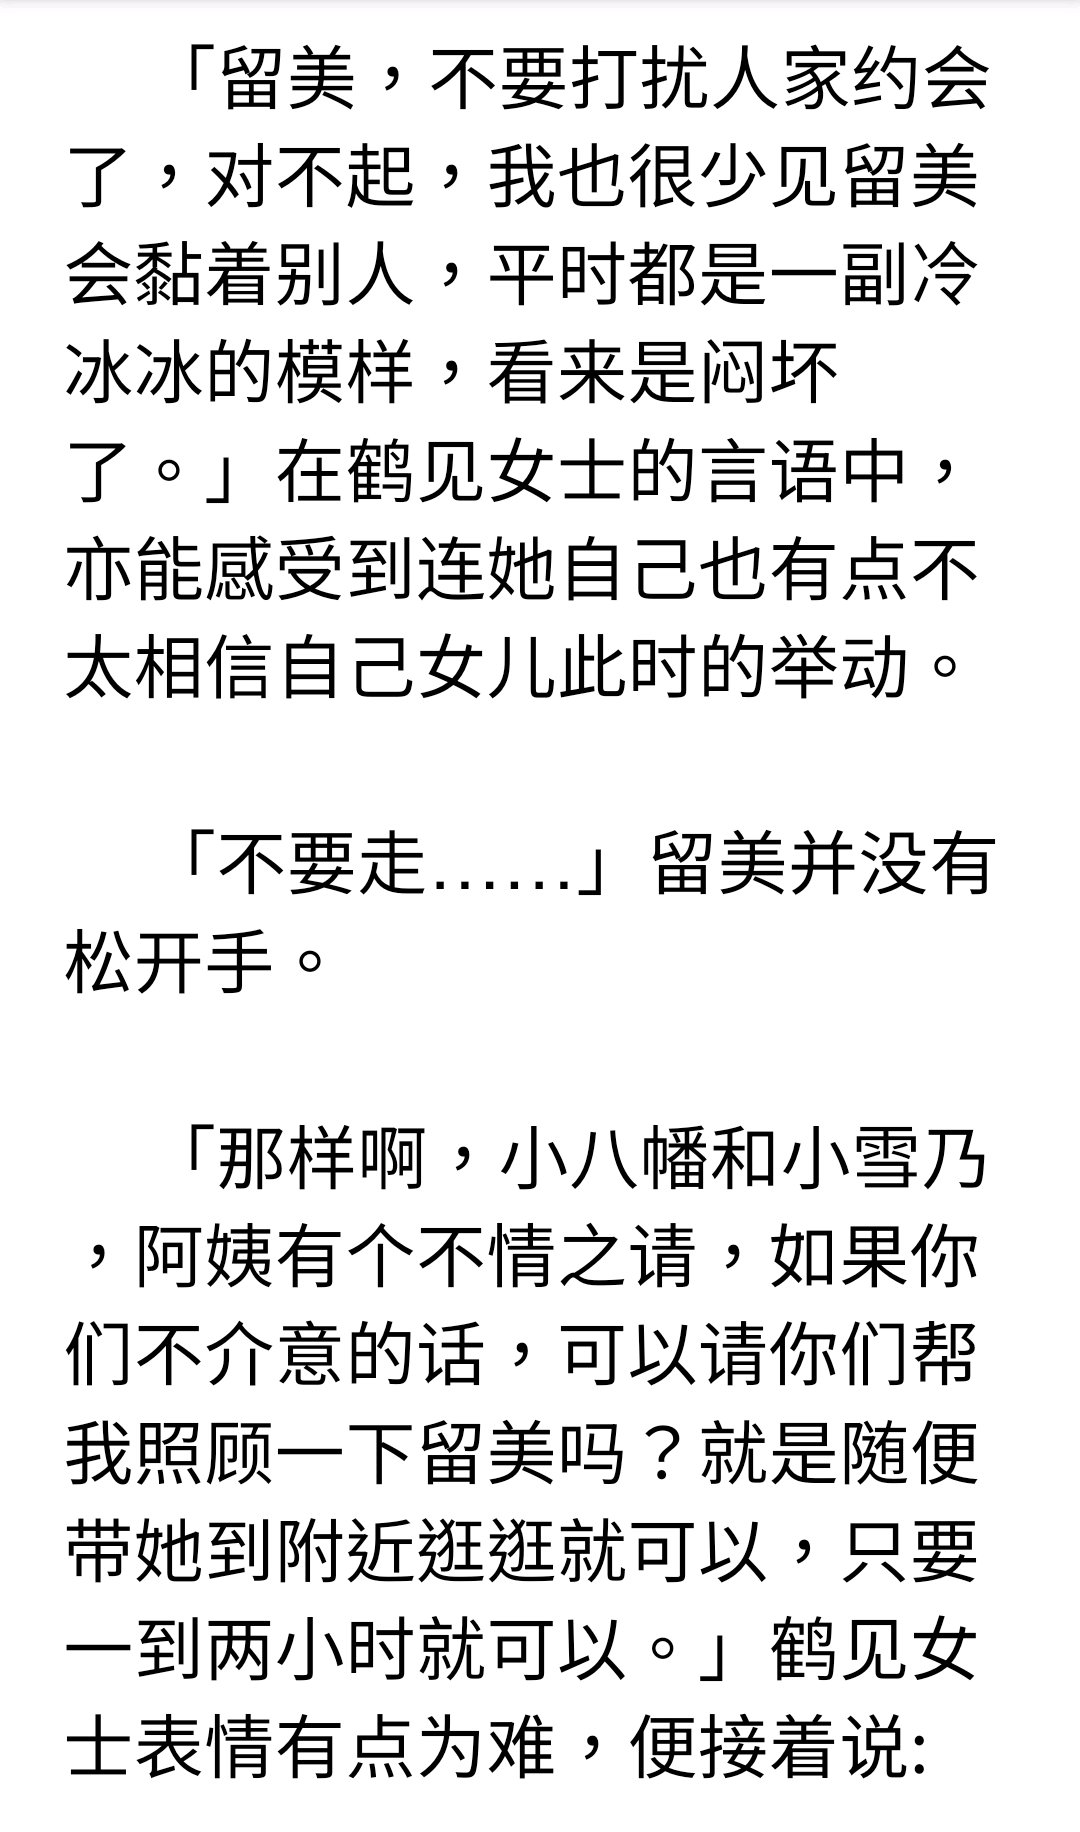 「留美，不要打扰人家约会
了，对不起，我也很少见留美
会黏着别人，平时都是一副冷
冰冰的模样，看来是闷坏
了。」在鹤见女士的言语中，
亦能感受到连她自己也有点不
太相信自己女儿此时的举动。
「不要走……」留美并没有
松开手。
「那样啊，小八幡和小雪乃
，阿姨有个不情之请，如果你
们不介意的话，可以请你们帮
我照顾一下留美吗？就是随便
带她到附近逛逛就可以，只要
一到两小时就可以。」鹤见女
士表情有点为难，便接着说: